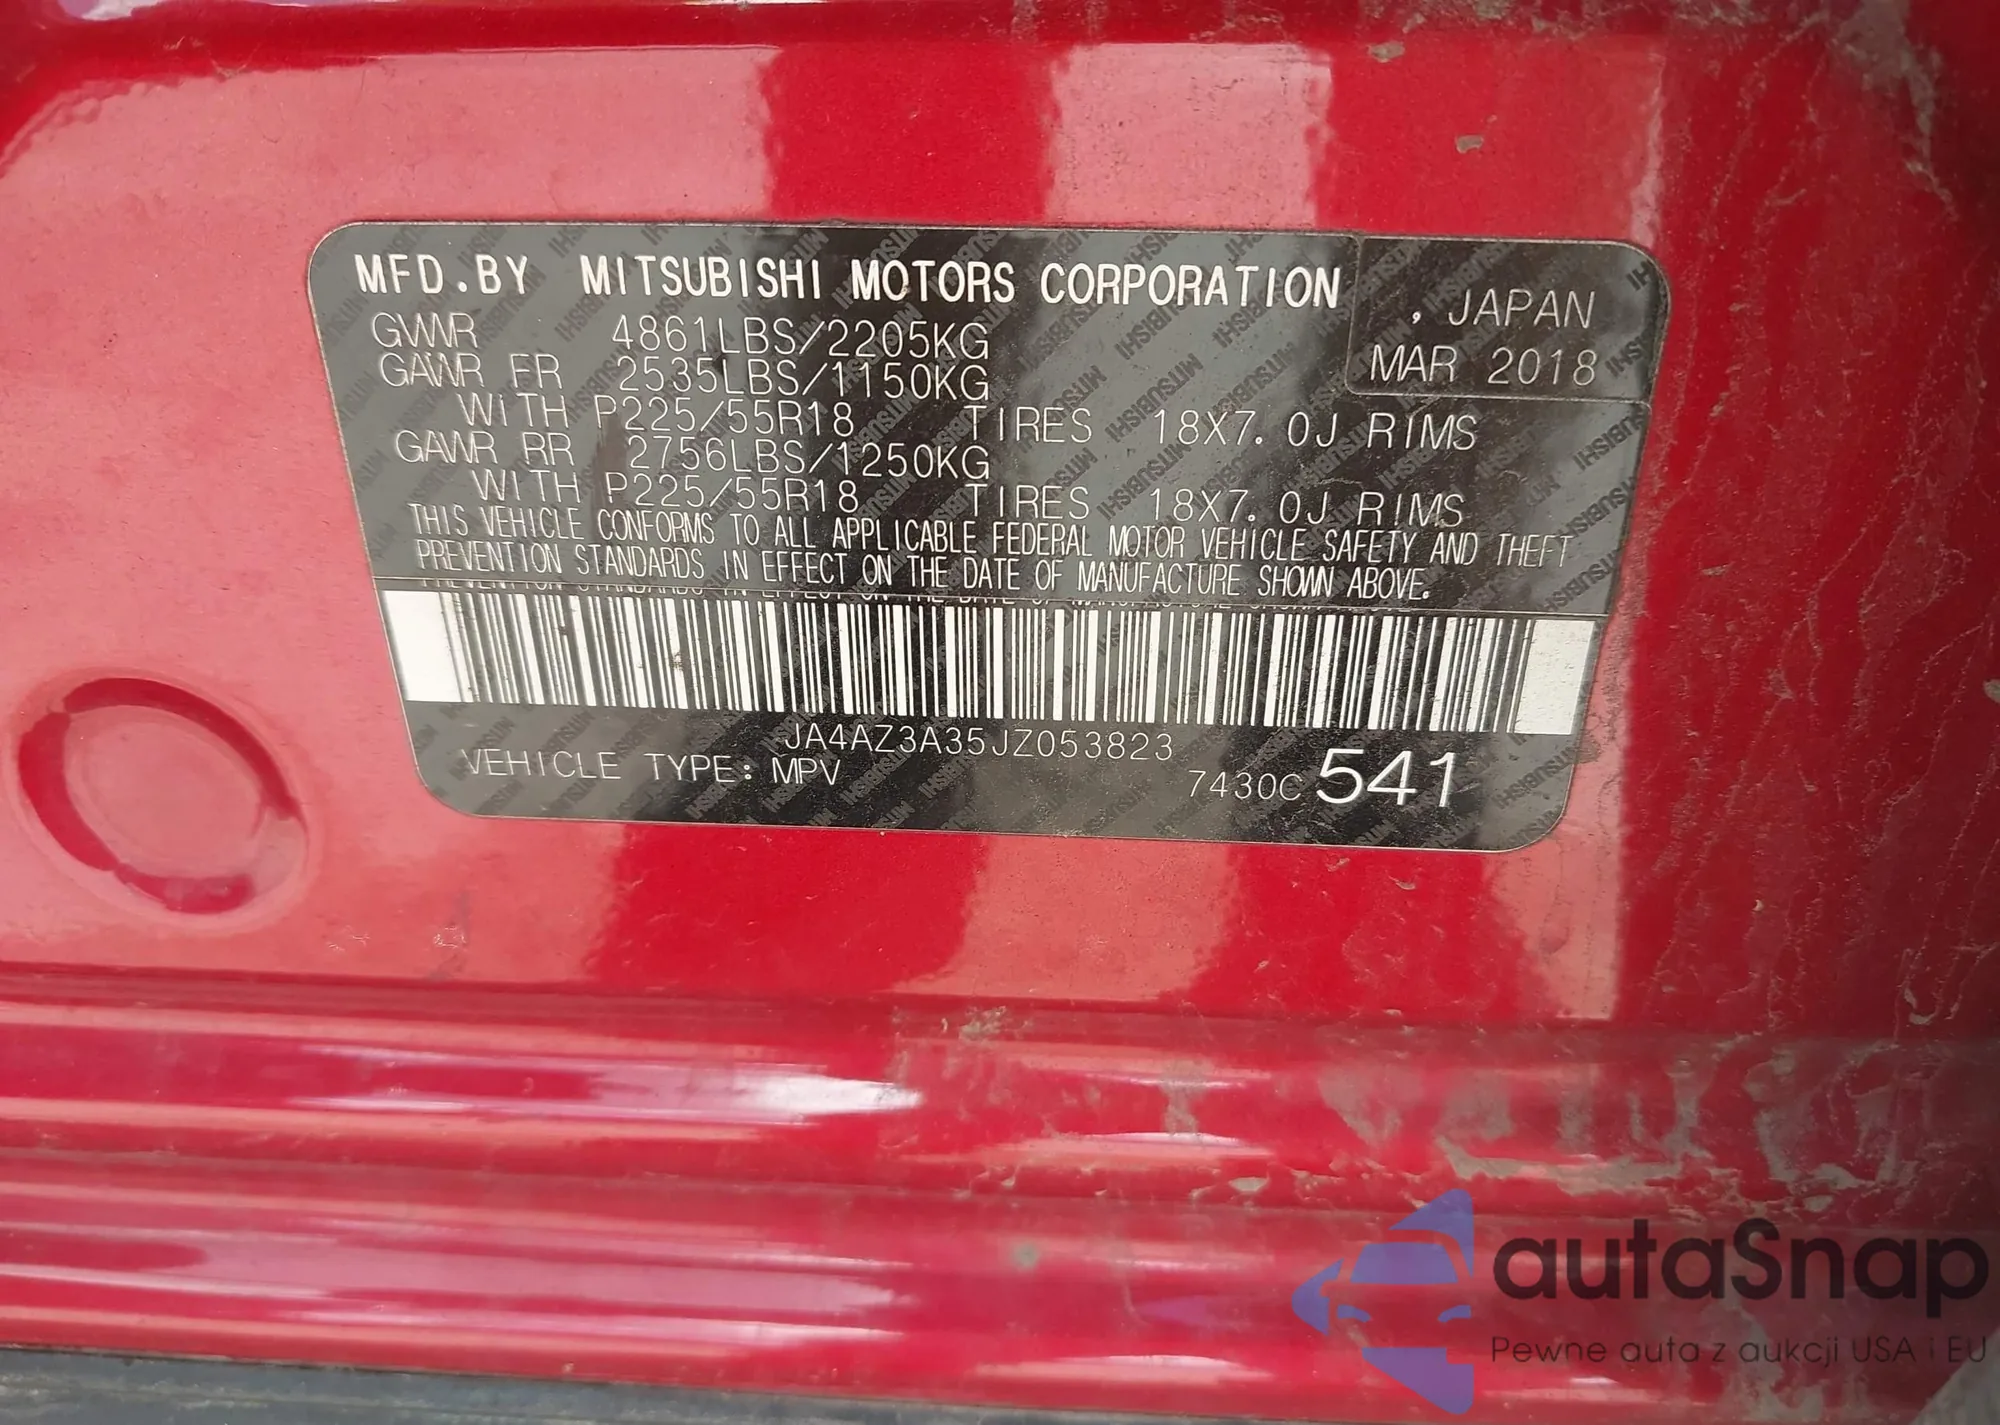 MFD.BY MITSUBISHI MOTORS CORPORATION
, JAPAN
MAR 2018
GVWR 4861LBS/2205KG
GAWR FR 2535LBS/1150KG
WITH P225/55R18 TIRES 18X7.0J RIMS
GAWR RR 2756LBS/1250KG
WITH P225/55R18 TIRES 18X7.0J RIMS
THIS VEHICLE CONFORMS TO ALL APPLICABLE FEDERAL MOTOR VEHICLE SAFETY AND THEFT
PREVENTION STANDARDS IN EFFECT ON THE DATE OF MANUFACTURE SHOWN ABOVE.
JA4AZ3A35JZ053823
VEHICLE TYPE: MPV
7430C 541
autaSnap
Pewne auta z aukcji USA i EU